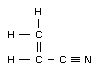 H
H — C
H — C — C ≡ N